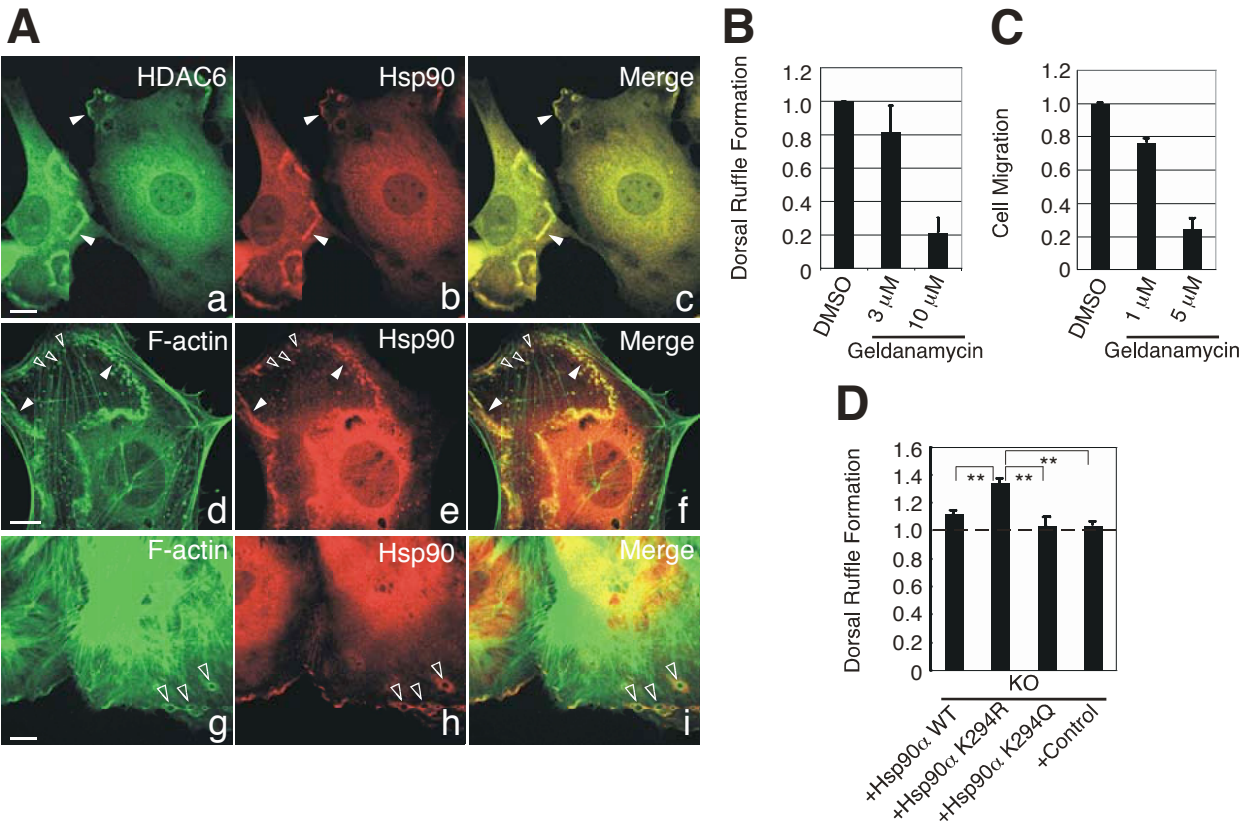 A
HDAC6
Hsp90
Merge
a
b
c
F-actin
Hsp90
Merge
d
e
f
F-actin
Hsp90
Merge
g
h
i
B
Dorsal Ruffle Formation
1.2
1.0
0.8
0.6
0.4
0.2
0
DMSO
3 μM
10 μM
Geldanamycin
C
Cell Migration
1.2
1.0
0.8
0.6
0.4
0.2
0
DMSO
1 μM
5 μM
Geldanamycin
D
Dorsal Ruffle Formation
1.6
1.4
1.2
1.0
0.8
0.6
0.4
0.2
0
**
**
**
KO
+Hsp90α WT
+Hsp90α K294R
+Hsp90α K294Q
+Control